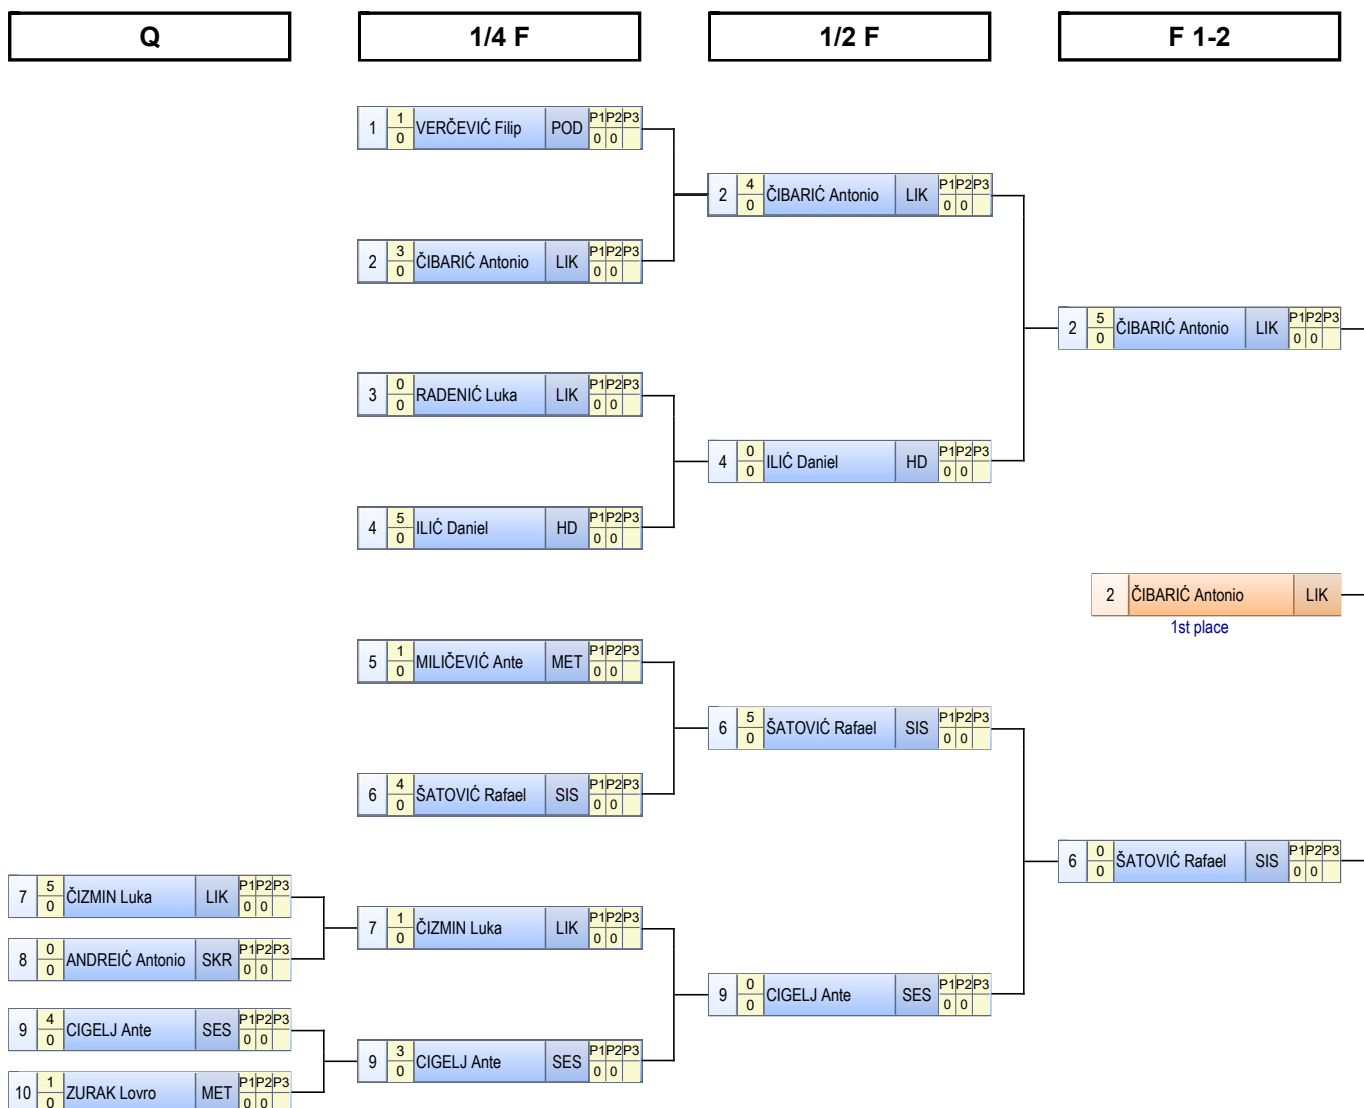 Q 1/4 F 1/2 F F 1-2
1 1 0 VERČEVIĆ Filip POD P1 P2 P3 0 0
2 4 0 ČIBARIĆ Antonio LIK P1 P2 P3 0 0
2 3 0 ČIBARIĆ Antonio LIK P1 P2 P3 0 0
2 5 0 ČIBARIĆ Antonio LIK P1 P2 P3 0 0
3 0 0 RADENIĆ Luka LIK P1 P2 P3 0 0
4 0 0 ILIĆ Daniel HD P1 P2 P3 0 0
4 5 0 ILIĆ Daniel HD P1 P2 P3 0 0
2 ČIBARIĆ Antonio LIK
1st place
5 1 0 MILIČEVIĆ Ante MET P1 P2 P3 0 0
6 5 0 ŠATOVIĆ Rafael SIS P1 P2 P3 0 0
6 4 0 ŠATOVIĆ Rafael SIS P1 P2 P3 0 0
6 0 0 ŠATOVIĆ Rafael SIS P1 P2 P3 0 0
7 5 0 ČIZMIN Luka LIK P1 P2 P3 0 0
7 1 0 ČIZMIN Luka LIK P1 P2 P3 0 0
8 0 0 ANDREIĆ Antonio SKR P1 P2 P3 0 0
9 0 0 CIGELJ Ante SES P1 P2 P3 0 0
9 4 0 CIGELJ Ante SES P1 P2 P3 0 0
9 3 0 CIGELJ Ante SES P1 P2 P3 0 0
10 1 0 ZURAK Lovro MET P1 P2 P3 0 0